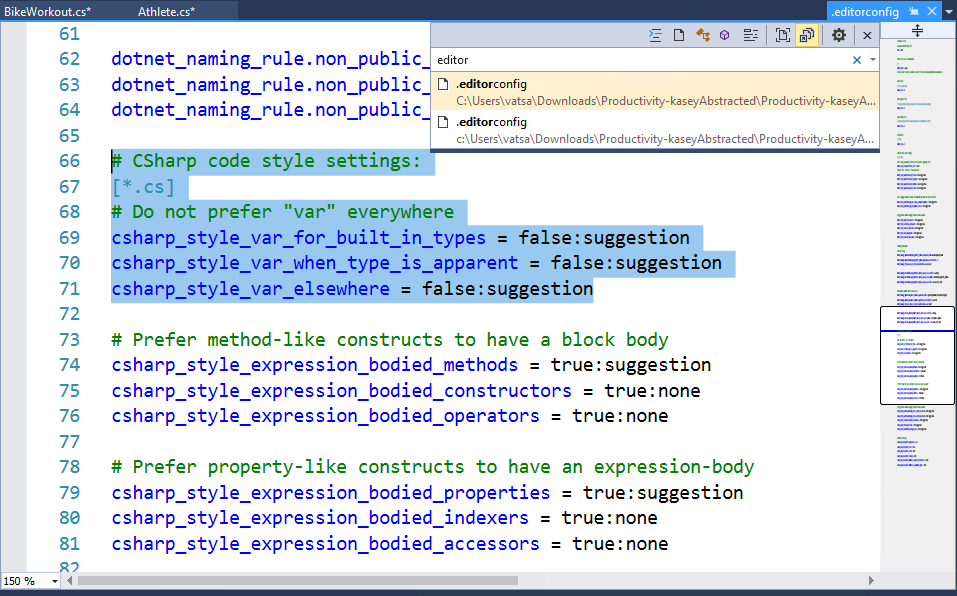 BikeWorkout.cs* Athlete.cs* .editorconfig
editor
.editorconfig
C:\Users\vatsa\Downloads\Productivity-kaseyAbstracted\Productivity-kaseyA...
.editorconfig
c:\Users\vatsa\Downloads\Productivity-kaseyAbstracted\Productivity-kaseyA...
61
62 dotnet_naming_rule.non_public_
63 dotnet_naming_rule.non_public_
64 dotnet_naming_rule.non_public_
65
66 # CSharp code style settings:
67 [*.cs]
68 # Do not prefer "var" everywhere
69 csharp_style_var_for_built_in_types = false:suggestion
70 csharp_style_var_when_type_is_apparent = false:suggestion
71 csharp_style_var_elsewhere = false:suggestion
72
73 # Prefer method-like constructs to have a block body
74 csharp_style_expression_bodied_methods = true:suggestion
75 csharp_style_expression_bodied_constructors = true:none
76 csharp_style_expression_bodied_operators = true:none
77
78 # Prefer property-like constructs to have an expression-body
79 csharp_style_expression_bodied_properties = true:suggestion
80 csharp_style_expression_bodied_indexers = true:none
81 csharp_style_expression_bodied_accessors = true:none
82
150 %